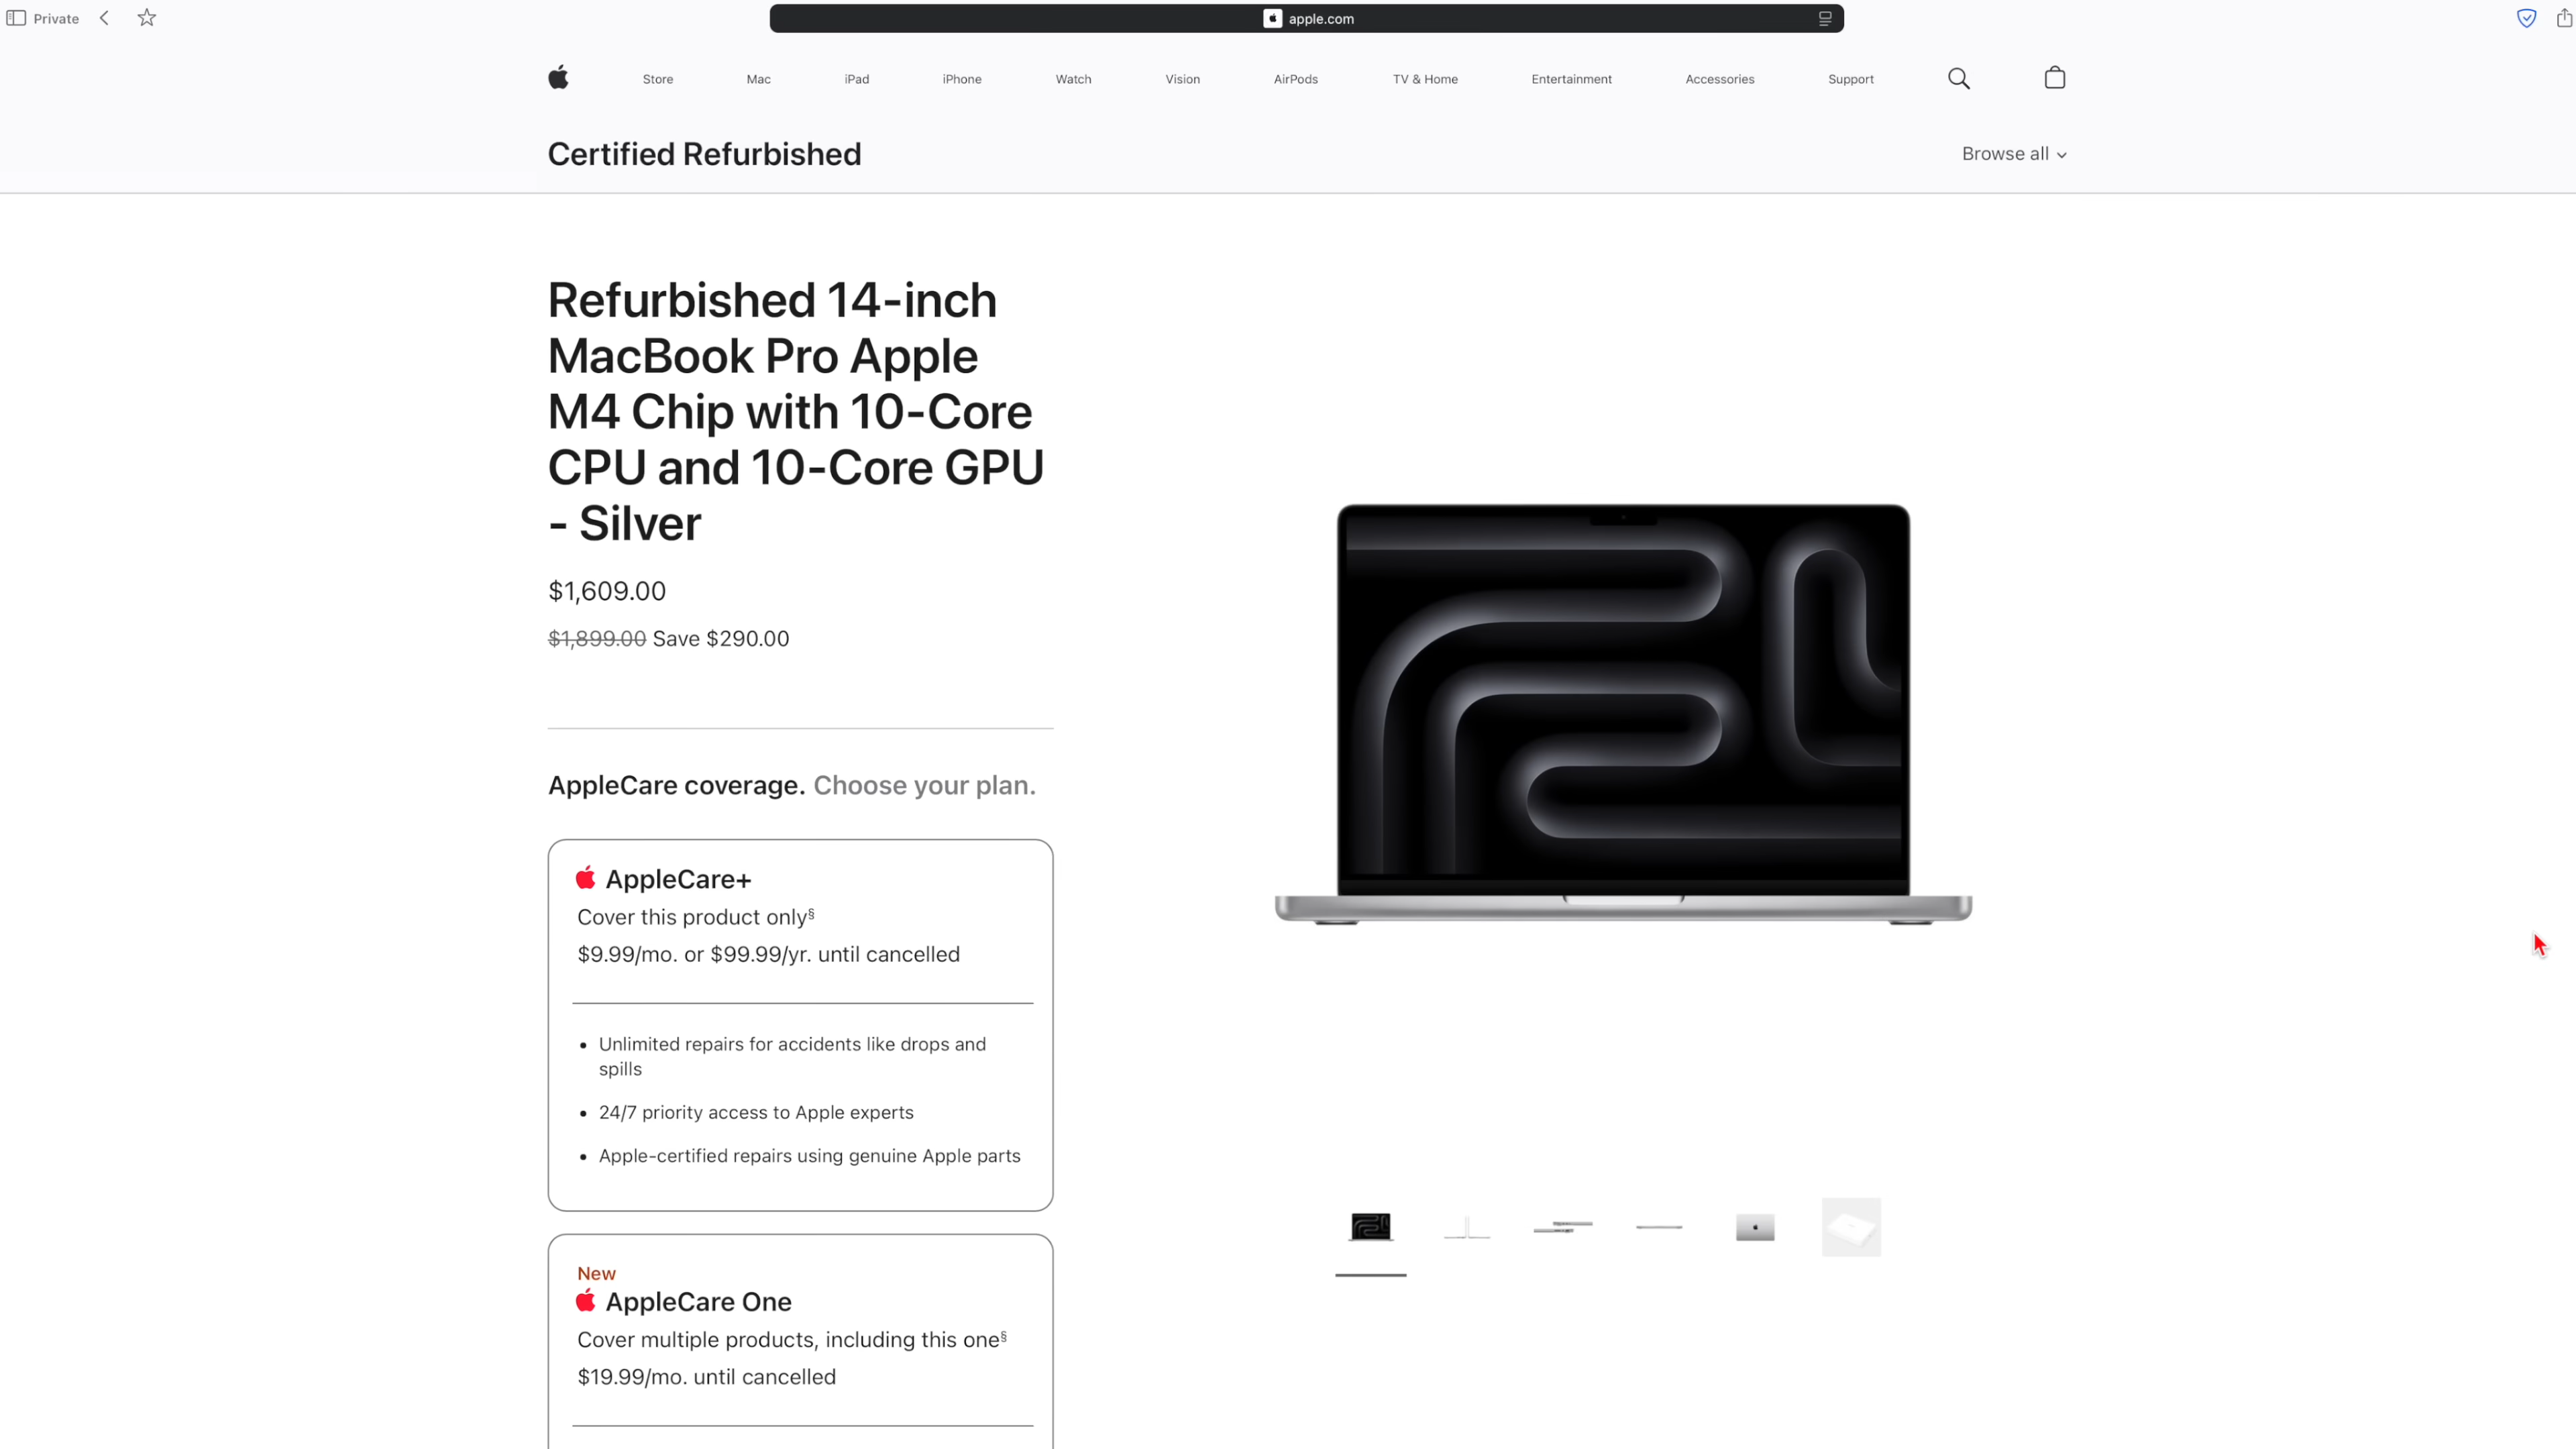 Private
apple.com
Store Mac iPad iPhone Watch Vision AirPods TV & Home Entertainment Accessories Support
Certified Refurbished
Browse all
Refurbished 14-inch
MacBook Pro Apple
M4 Chip with 10-Core
CPU and 10-Core GPU
- Silver
$1,609.00
$1,899.00 Save $290.00
AppleCare coverage. Choose your plan.
AppleCare+
Cover this product only§
$9.99/mo. or $99.99/yr. until cancelled
• Unlimited repairs for accidents like drops and
spills
• 24/7 priority access to Apple experts
• Apple-certified repairs using genuine Apple parts
New
AppleCare One
Cover multiple products, including this one§
$19.99/mo. until cancelled